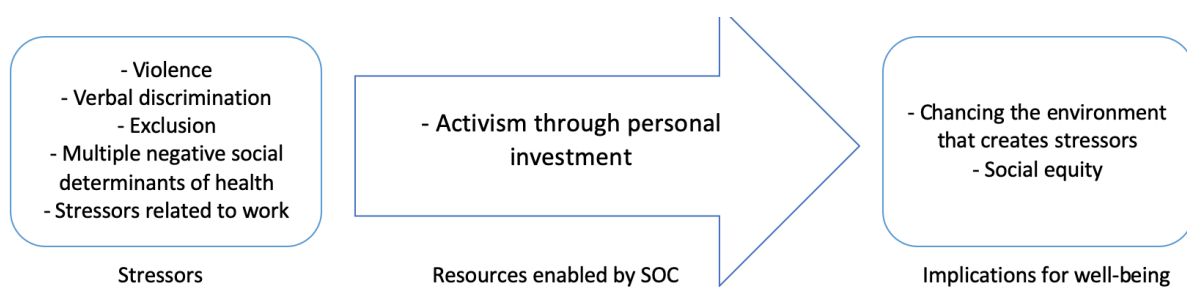 - Violence
- Verbal discrimination
- Exclusion
- Multiple negative social
determinants of health
- Stressors related to work
Stressors
- Activism through personal
investment
Resources enabled by SOC
- Chancing the environment
that creates stressors
- Social equity
Implications for well-being